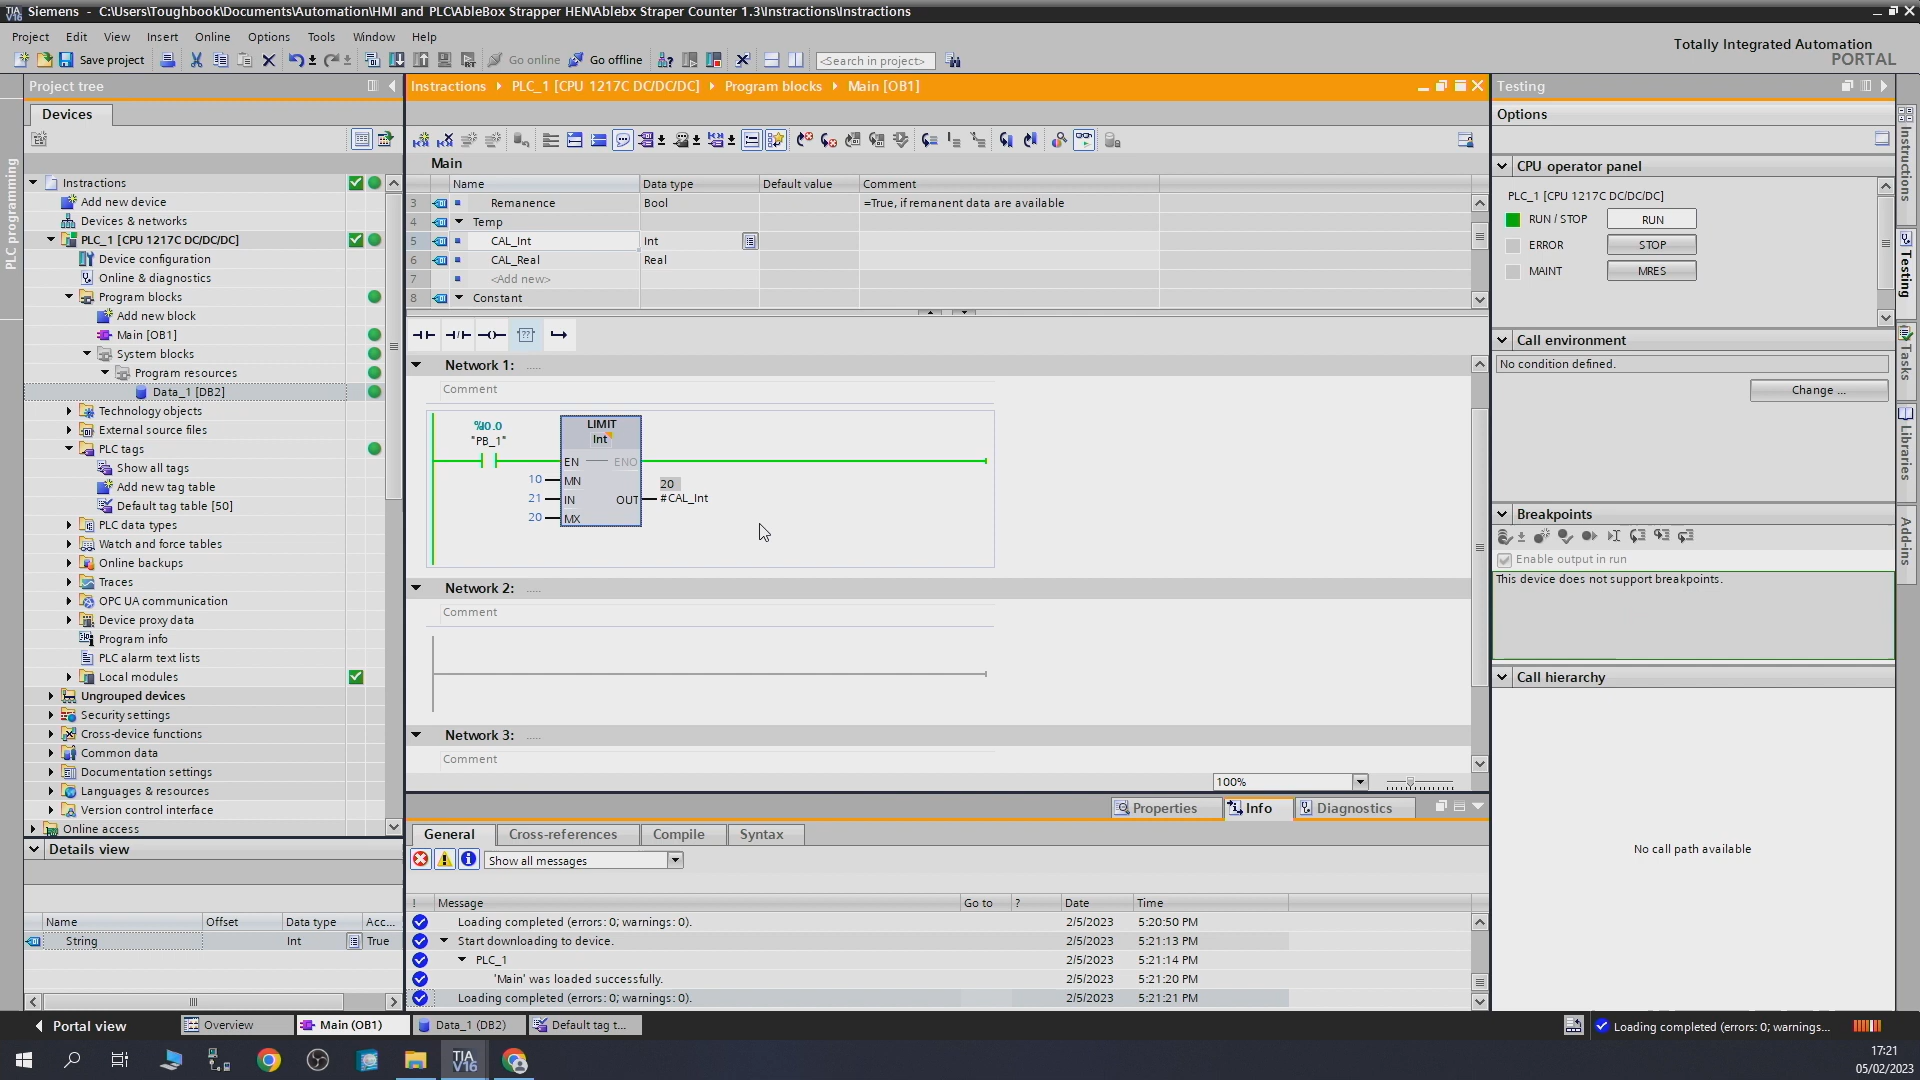 Siemens - C:\Users\Toughbook\Documents\Automation\HMI and PLC\AbleBox Strapper HEN\Ablebx Straper Counter 1.3\Instractions\Instractions
Project Edit View Insert Online Options Tools Window Help
Totally Integrated Automation
PORTAL
Save project Go online Go offline <Search in project>
Project tree
Instractions PLC_1 [CPU 1217C DC/DC/DC] Program blocks Main [OB1]
Testing
Devices
Options
PLC programming
Instractions
Add new device
Devices & networks
PLC_1 [CPU 1217C DC/DC/DC]
Device configuration
Online & diagnostics
Program blocks
Add new block
Main [OB1]
System blocks
Program resources
Data_1 [DB2]
Technology objects
External source files
PLC tags
Show all tags
Add new tag table
Default tag table [50]
PLC data types
Watch and force tables
Online backups
Traces
OPC UA communication
Device proxy data
Program info
PLC alarm text lists
Local modules
Ungrouped devices
Security settings
Cross-device functions
Common data
Documentation settings
Languages & resources
Version control interface
Online access
Details view
Name Offset Data type Acc...
String Int True
Main
Name Data type Default value Comment
3 Remanence Bool =True, if remanent data are available
4 Temp
5 CAL_Int Int
6 CAL_Real Real
7 <Add new>
8 Constant
??
Network 1: .....
Comment
"PB_1"
LIMIT
Int
EN ENO
10 MN
20
21 IN OUT #CAL_Int
20 MX
Network 2: .....
Comment
Network 3: .....
Comment
100%
Properties Info Diagnostics
General Cross-references Compile Syntax
Show all messages
! Message Go to ? Date Time
Loading completed (errors: 0; warnings: 0). 2/5/2023 5:20:50 PM
Start downloading to device. 2/5/2023 5:21:13 PM
PLC_1 2/5/2023 5:21:14 PM
'Main' was loaded successfully. 2/5/2023 5:21:20 PM
Loading completed (errors: 0; warnings: 0). 2/5/2023 5:21:21 PM
CPU operator panel
PLC_1 [CPU 1217C DC/DC/DC]
RUN / STOP RUN
ERROR STOP
MAINT MRES
Call environment
No condition defined.
Change ...
Breakpoints
Enable output in run
This device does not support breakpoints.
Call hierarchy
No call path available
Instructions
Testing
Tasks
Libraries
Add-ins
Portal view Overview Main (OB1) Data_1 (DB2) Default tag t... Loading completed (errors: 0; warnings...
TIA
V16
17:21
05/02/2023